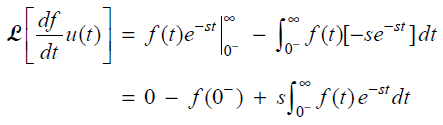 ℒ[df/dt u(t)] = f(t)e^{-st}|_{0^-}^{∞} − ∫_{0^-}^{∞} f(t)[−se^{-st}]dt
= 0 − f(0^-) + s∫_{0^-}^{∞} f(t)e^{-st}dt